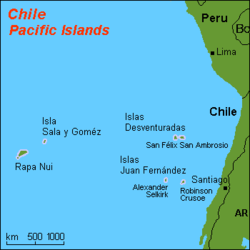 Chile
Pacific Islands
Peru
Bo
Lima
Chile
Isla
Sala y Goméz
Islas
Desventuradas
San Félix San Ambrosio
Rapa Nui
Islas
Juan Fernández
Santiago
Alexander
Selkirk
Robinson
Crusoe
AR
km 500 1000